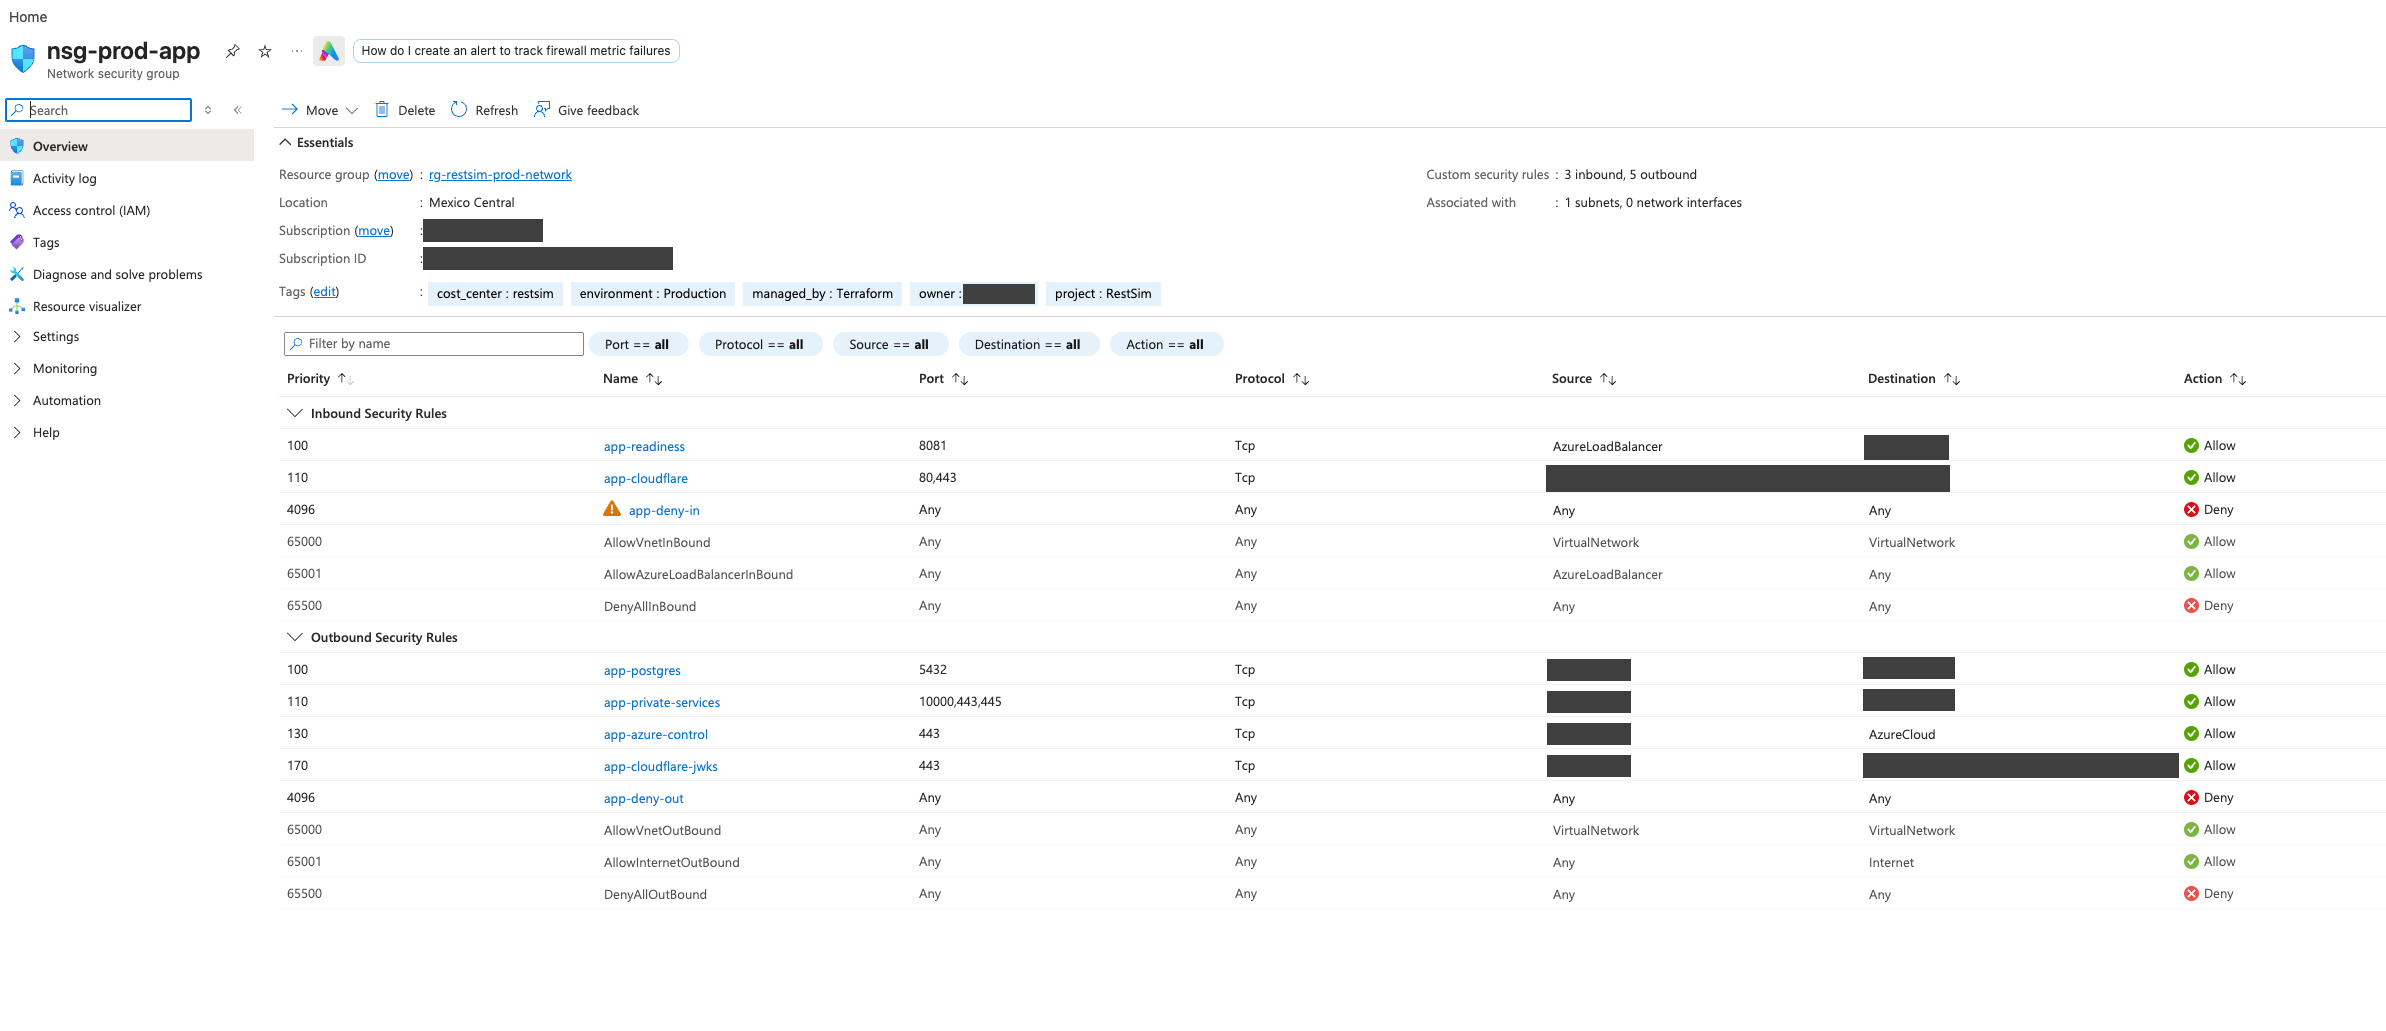 Home
nsg-prod-app
Network security group
How do I create an alert to track firewall metric failures
Search
Overview
Activity log
Access control (IAM)
Tags
Diagnose and solve problems
Resource visualizer
Settings
Monitoring
Automation
Help
Move Delete Refresh Give feedback
Essentials
Resource group (move) : rg-restsim-prod-network
Location : Mexico Central
Subscription (move) :
Subscription ID :
Tags (edit) : cost_center : restsim environment : Production managed_by : Terraform owner : project : RestSim
Custom security rules : 3 inbound, 5 outbound
Associated with : 1 subnets, 0 network interfaces
Filter by name Port == all Protocol == all Source == all Destination == all Action == all
Priority Name Port Protocol Source Destination Action
Inbound Security Rules
100 app-readiness 8081 Tcp AzureLoadBalancer Allow
110 app-cloudflare 80,443 Tcp Allow
4096 app-deny-in Any Any Any Any Deny
65000 AllowVnetInBound Any Any VirtualNetwork VirtualNetwork Allow
65001 AllowAzureLoadBalancerInBound Any Any AzureLoadBalancer Any Allow
65500 DenyAllInBound Any Any Any Any Deny
Outbound Security Rules
100 app-postgres 5432 Tcp Allow
110 app-private-services 10000,443,445 Tcp Allow
130 app-azure-control 443 Tcp AzureCloud Allow
170 app-cloudflare-jwks 443 Tcp Allow
4096 app-deny-out Any Any Any Any Deny
65000 AllowVnetOutBound Any Any VirtualNetwork VirtualNetwork Allow
65001 AllowInternetOutBound Any Any Any Internet Allow
65500 DenyAllOutBound Any Any Any Any Deny